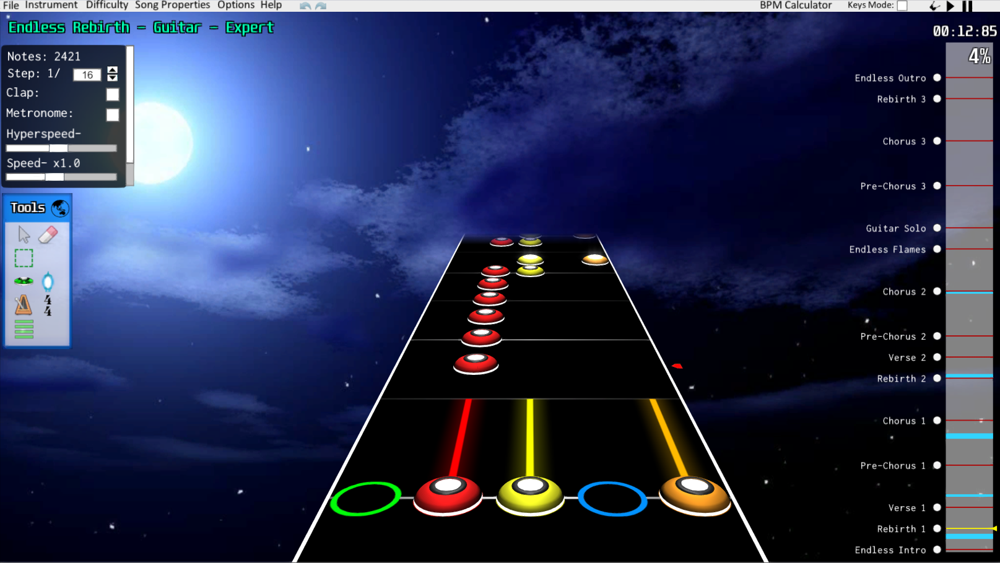 File Instrument Difficulty Song Properties Options Help BPM Calculator Keys Mode:
Endless Rebirth - Guitar - Expert
00:12:85
Notes: 2421
Step: 1/ 16
Clap:
Metronome:
Hyperspeed-
Speed- x1.0
Tools
4
4
4%
Endless Outro
Rebirth 3
Chorus 3
Pre-Chorus 3
Guitar Solo
Endless Flames
Chorus 2
Pre-Chorus 2
Verse 2
Rebirth 2
Chorus 1
Pre-Chorus 1
Verse 1
Rebirth 1
Endless Intro